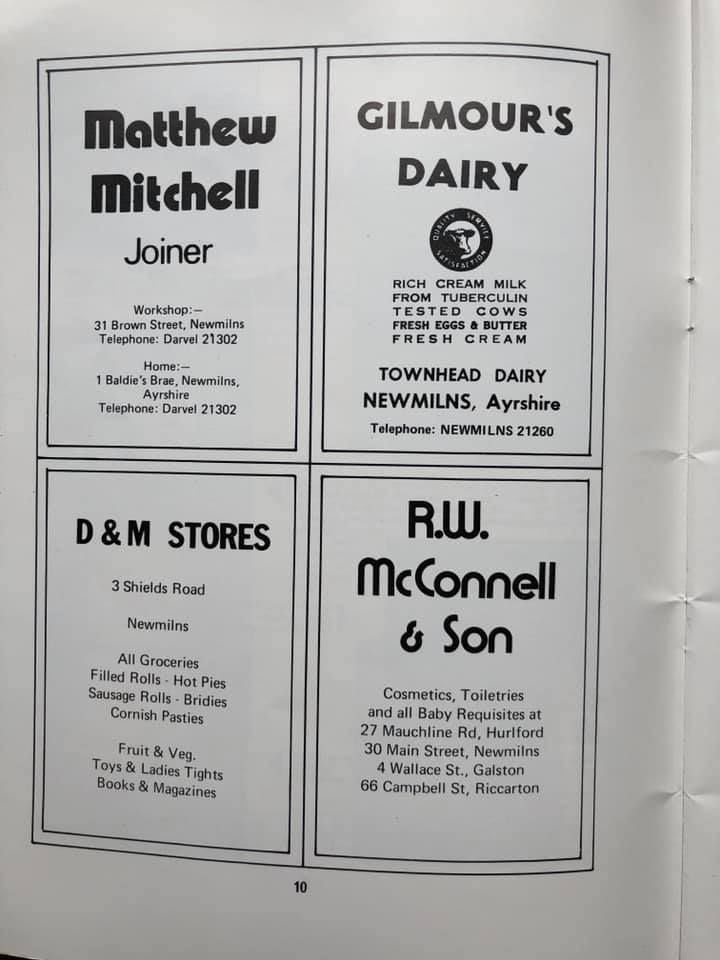 Matthew
Mitchell
Joiner
Workshop:—
31 Brown Street, Newmilns
Telephone: Darvel 21302
Home:—
1 Baldie's Brae, Newmilns,
Ayrshire
Telephone: Darvel 21302
GILMOUR'S
DAIRY
QUALITY SERVICE
SATISFACTION
RICH CREAM MILK
FROM TUBERCULIN
TESTED COWS
FRESH EGGS & BUTTER
FRESH CREAM
TOWNHEAD DAIRY
NEWMILNS, Ayrshire
Telephone: NEWMILNS 21260
D & M STORES
3 Shields Road
Newmilns
All Groceries
Filled Rolls - Hot Pies
Sausage Rolls - Bridies
Cornish Pasties
Fruit & Veg.
Toys & Ladies Tights
Books & Magazines
R.W.
McConnell
& Son
Cosmetics, Toiletries
and all Baby Requisites at
27 Mauchline Rd, Hurlford
30 Main Street, Newmilns
4 Wallace St., Galston
66 Campbell St, Riccarton
10